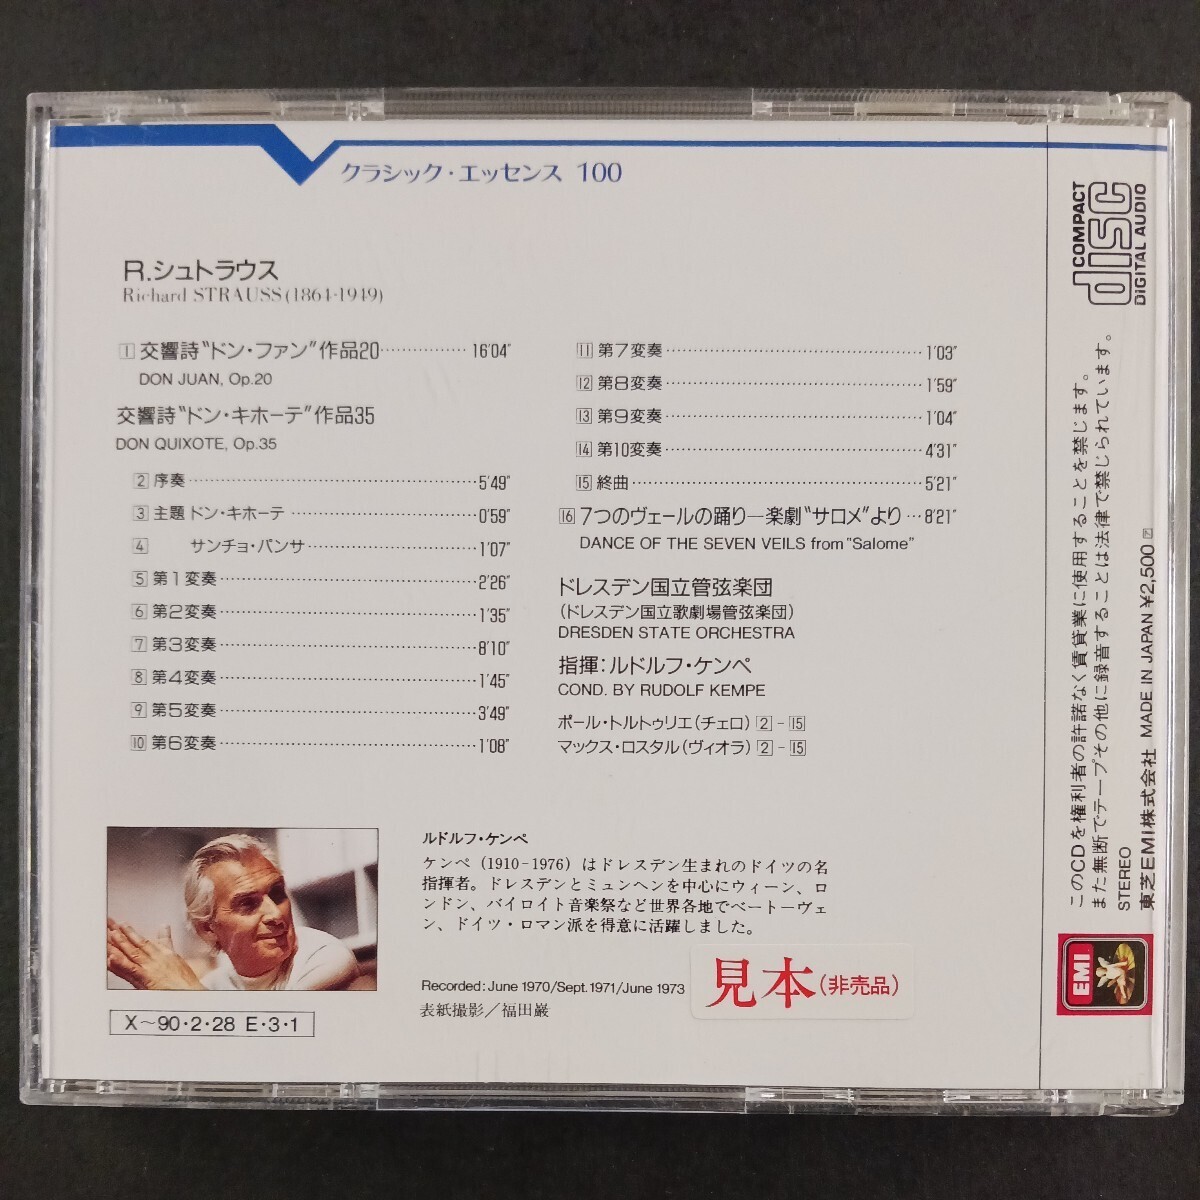 クラシック・エッセンス 100
R.シュトラウス
Richard STRAUSS(1864-1949)
1 交響詩“ドン・ファン”作品20 16'04"
DON JUAN, Op.20
交響詩“ドン・キホーテ”作品35
DON QUIXOTE, Op.35
2 序奏 5'49"
3 主題 ドン・キホーテ 0'59"
4 サンチョ・パンサ 1'07"
5 第1変奏 2'26"
6 第2変奏 1'35"
7 第3変奏 8'10"
8 第4変奏 1'45"
9 第5変奏 3'49"
10 第6変奏 1'08"
11 第7変奏 1'03"
12 第8変奏 1'59"
13 第9変奏 1'04"
14 第10変奏 4'31"
15 終曲 5'21"
16 7つのヴェールの踊り―楽劇“サロメ”より 8'21"
DANCE OF THE SEVEN VEILS from "Salome"
ドレスデン国立管弦楽団
(ドレスデン国立歌劇場管弦楽団)
DRESDEN STATE ORCHESTRA
指揮:ルドルフ・ケンペ
COND. BY RUDOLF KEMPE
ポール・トルトゥリエ(チェロ) 2 - 15
マックス・ロスタル(ヴィオラ) 2 - 15
ルドルフ・ケンペ
ケンペ(1910-1976)はドレスデン生まれのドイツの名
指揮者。ドレスデンとミュンヘンを中心にウィーン、ロ
ンドン、バイロイト音楽祭など世界各地でベートーヴェ
ン、ドイツ・ロマン派を得意に活躍しました。
Recorded: June 1970/Sept.1971/June 1973
表紙撮影/福田巌
見本(非売品)
X~90・2・28 E・3・1
COMPACT
disc
DIGITAL AUDIO
このCDを権利者の許諾なく賃貸業に使用することを禁じます。
また無断でテープその他に録音することは法律で禁じられています。
STEREO
東芝EMI株式会社 MADE IN JAPAN ¥2,500
EMI